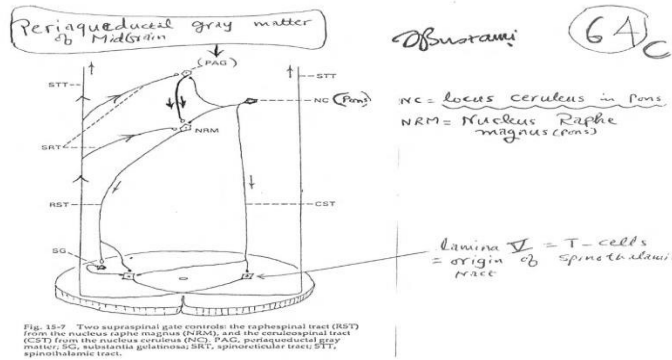 Periaqueductal gray matter
of MidBrain
64 C
(PAG)
STT
STT
NC (Pons)
NC = locus ceruleus in Pons
NRM = Nucleus Raphe
magnus (Pons)
NRM
SRT
RST
CST
SG
Lamina V = T-cells
= origin of spinothalamic
tract
Fig. 15-7 Two supraspinal gate controls: the raphespinal tract (RST)
from the nucleus raphe magnus (NRM), and the ceruleospinal tract
(CST) from the nucleus ceruleus (NC). PAG, periaqueductal gray
matter; SG, substantia gelatinosa; SRT, spinoreticular tract; STT,
spinothalamic tract.